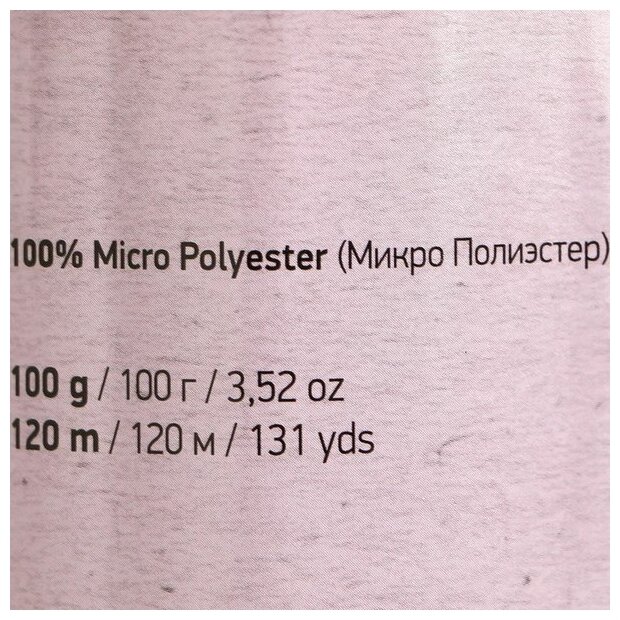 100% Micro Polyester (Микро Полиэстер)
100 g / 100 г / 3,52 oz
120 m / 120 м / 131 yds